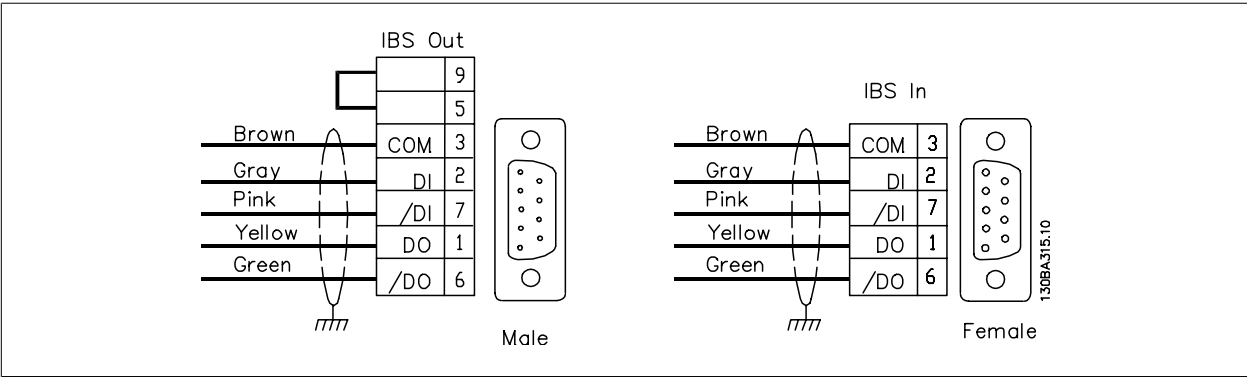 IBS Out
9
5
Brown COM 3
Gray DI 2
Pink /DI 7
Yellow DO 1
Green /DO 6
Male
IBS In
Brown COM 3
Gray DI 2
Pink /DI 7
Yellow DO 1
Green /DO 6
Female
130BA315.10